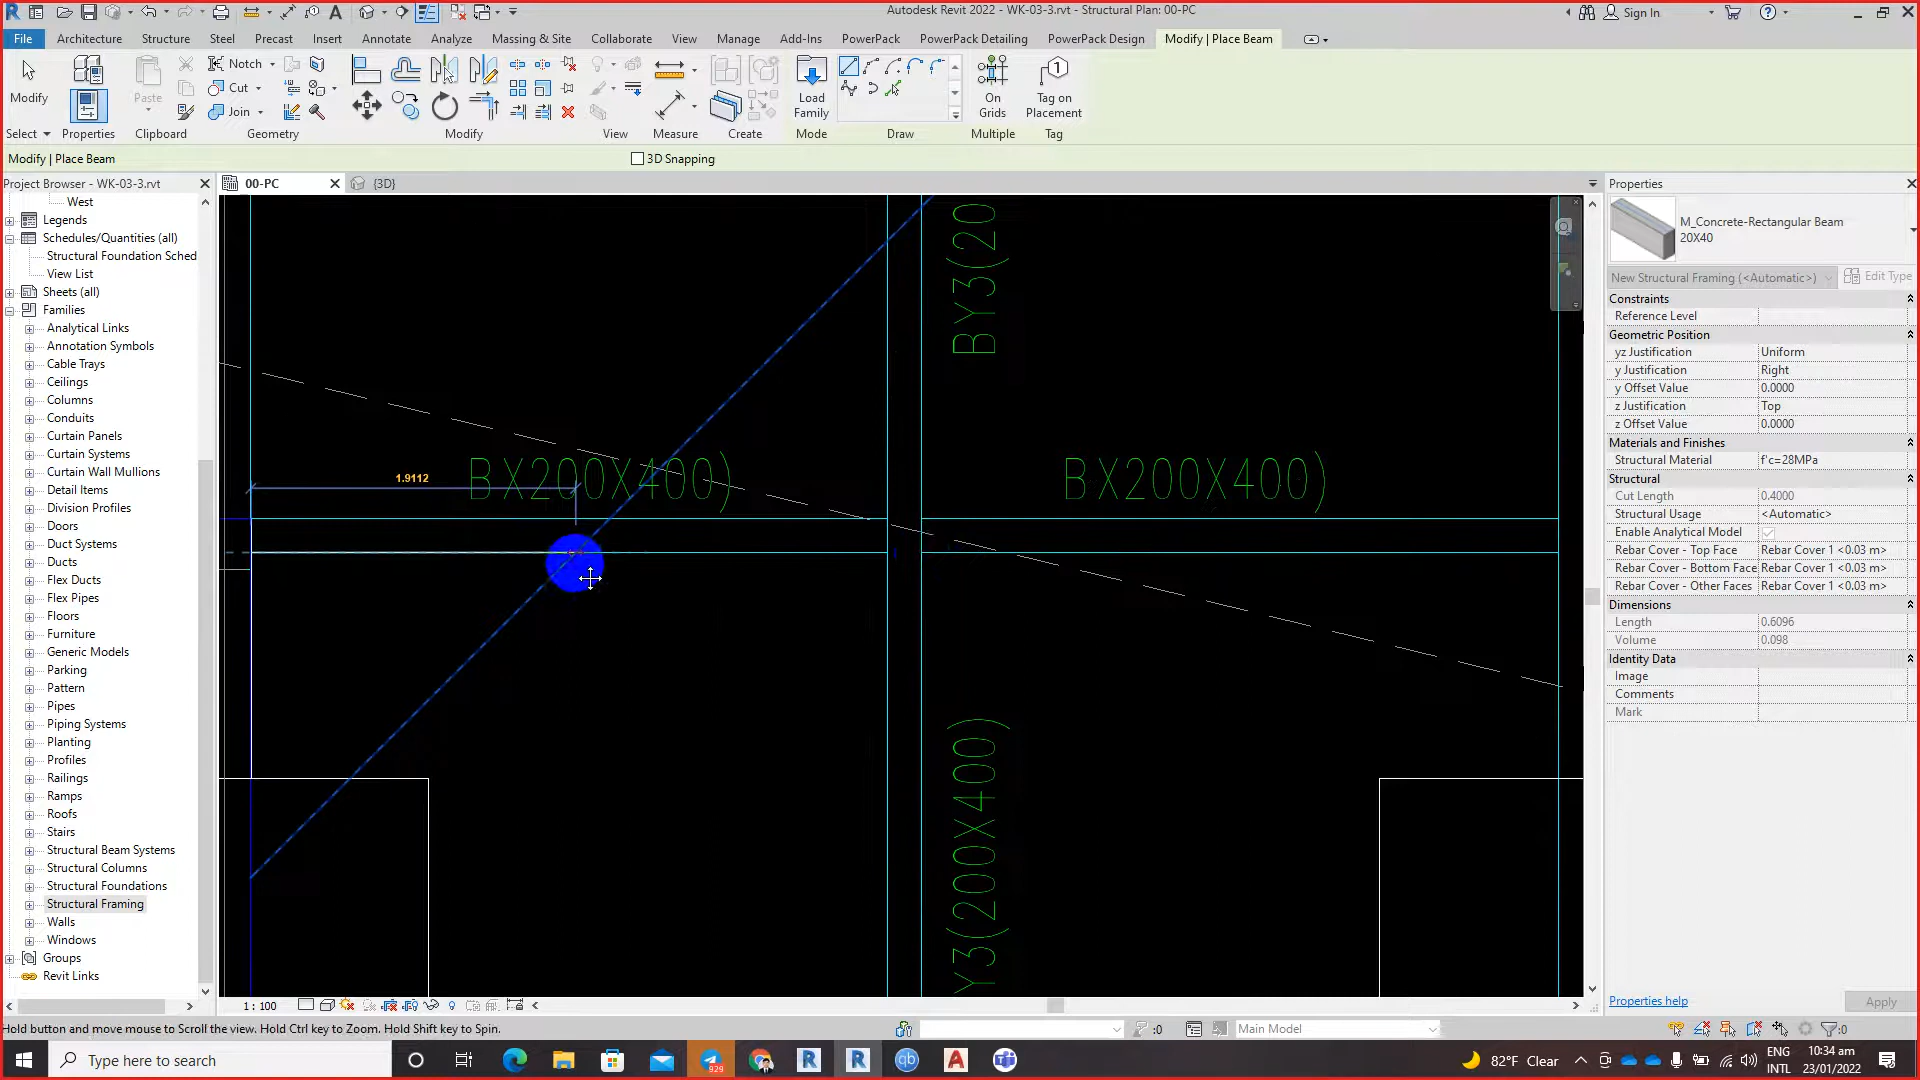 Autodesk Revit 2022 - WK-03-3.rvt - Structural Plan: 00-PC
Sign In
File Architecture Structure Steel Precast Insert Annotate Analyze Massing & Site Collaborate View Manage Add-Ins PowerPack PowerPack Detailing PowerPack Design Modify | Place Beam
Modify
Paste
Notch
Cut
Join
Load
Family
On
Grids
Tag on
Placement
Select Properties Clipboard Geometry Modify View Measure Create Mode Draw Multiple Tag
Modify | Place Beam
3D Snapping
Project Browser - WK-03-3.rvt
West
Legends
Schedules/Quantities (all)
Structural Foundation Sched
View List
Sheets (all)
Families
Analytical Links
Annotation Symbols
Cable Trays
Ceilings
Columns
Conduits
Curtain Panels
Curtain Systems
Curtain Wall Mullions
Detail Items
Division Profiles
Doors
Duct Systems
Ducts
Flex Ducts
Flex Pipes
Floors
Furniture
Generic Models
Parking
Pattern
Pipes
Piping Systems
Planting
Profiles
Railings
Ramps
Roofs
Stairs
Structural Beam Systems
Structural Columns
Structural Foundations
Structural Framing
Walls
Windows
Groups
Revit Links
00-PC
{3D}
BY3(20
1.9112
BX200X400)
BX200X400)
Y3(200X400)
1 : 100
Properties
M_Concrete-Rectangular Beam
20X40
New Structural Framing (<Automatic>)
Edit Type
Constraints
Reference Level
Geometric Position
yz Justification Uniform
y Justification Right
y Offset Value 0.0000
z Justification Top
z Offset Value 0.0000
Materials and Finishes
Structural Material f'c=28MPa
Structural
Cut Length 0.4000
Structural Usage <Automatic>
Enable Analytical Model
Rebar Cover - Top Face Rebar Cover 1 <0.03 m>
Rebar Cover - Bottom Face Rebar Cover 1 <0.03 m>
Rebar Cover - Other Faces Rebar Cover 1 <0.03 m>
Dimensions
Length 0.6096
Volume 0.098
Identity Data
Image
Comments
Mark
Properties help
Apply
Hold button and move mouse to Scroll the view. Hold Ctrl key to Zoom. Hold Shift key to Spin.
:0
Main Model
:0
Type here to search
929
82°F Clear
ENG
INTL
10:34 am
23/01/2022